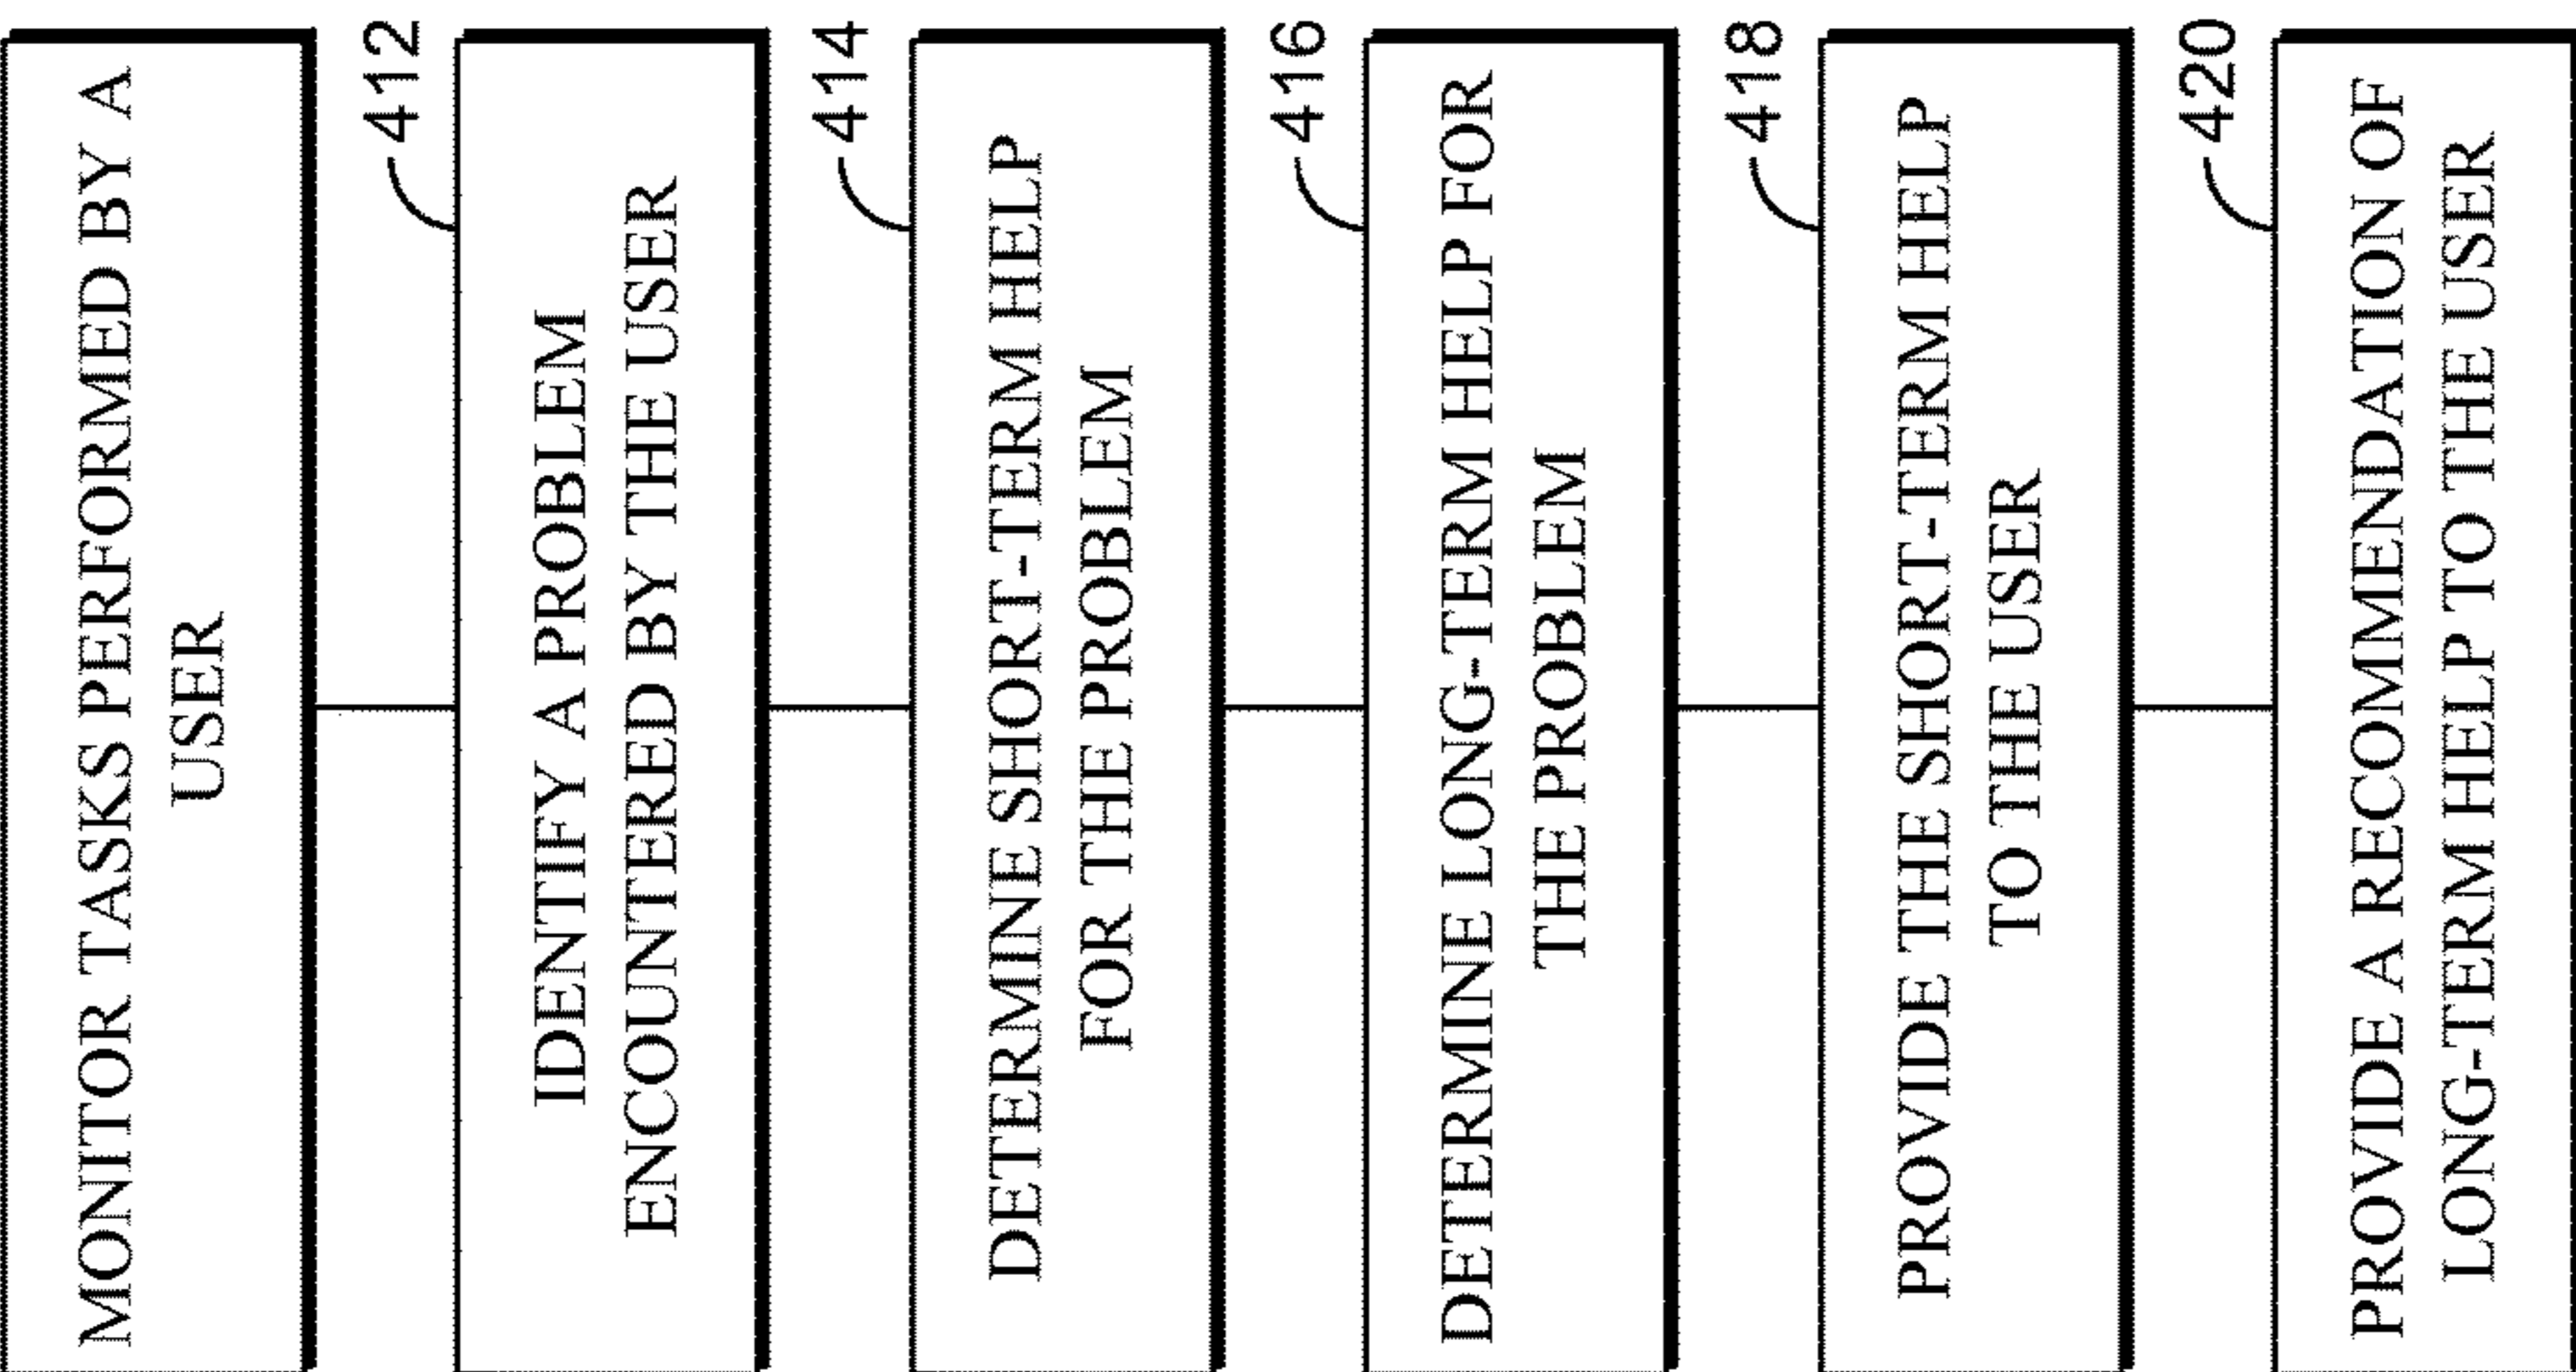 MONITOR TASKS PERFORMED BY A
USER
412
IDENTIFY A PROBLEM
ENCOUNTERED BY THE USER
414
DETERMINE SHORT-TERM HELP
FOR THE PROBLEM
416
DETERMINE LONG-TERM HELP FOR
THE PROBLEM
418
PROVIDE THE SHORT-TERM HELP
TO THE USER
420
PROVIDE A RECOMMENDATION OF
LONG-TERM HELP TO THE USER